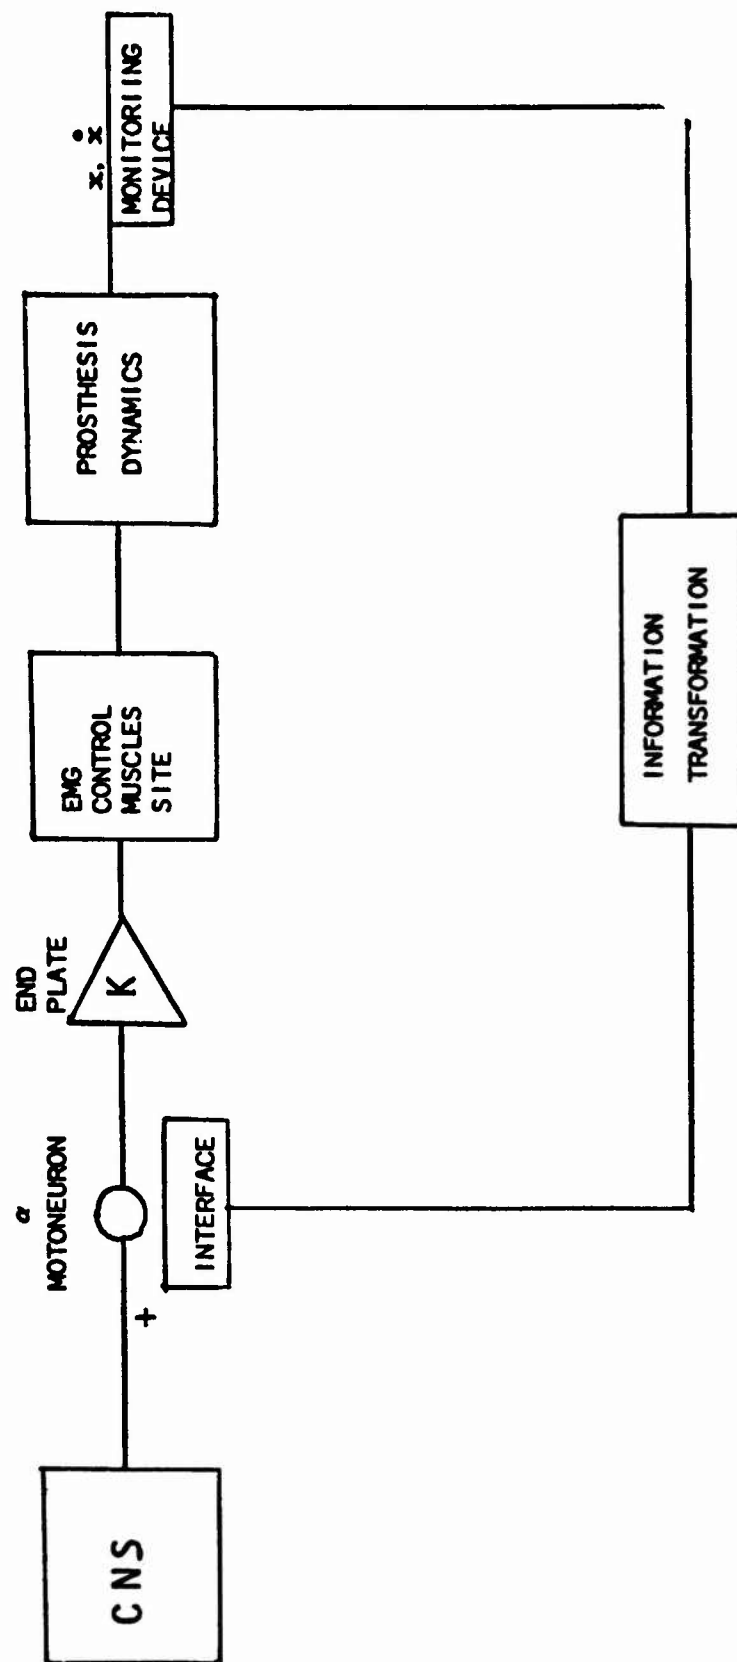 CNS
+
α
MOTONEURON
INTERFACE
END
PLATE
K
EMG
CONTROL
MUSCLES
SITE
PROSTHESIS
DYNAMICS
x, ẋ
MONITORIING
DEVICE
INFORMATION
TRANSFORMATION